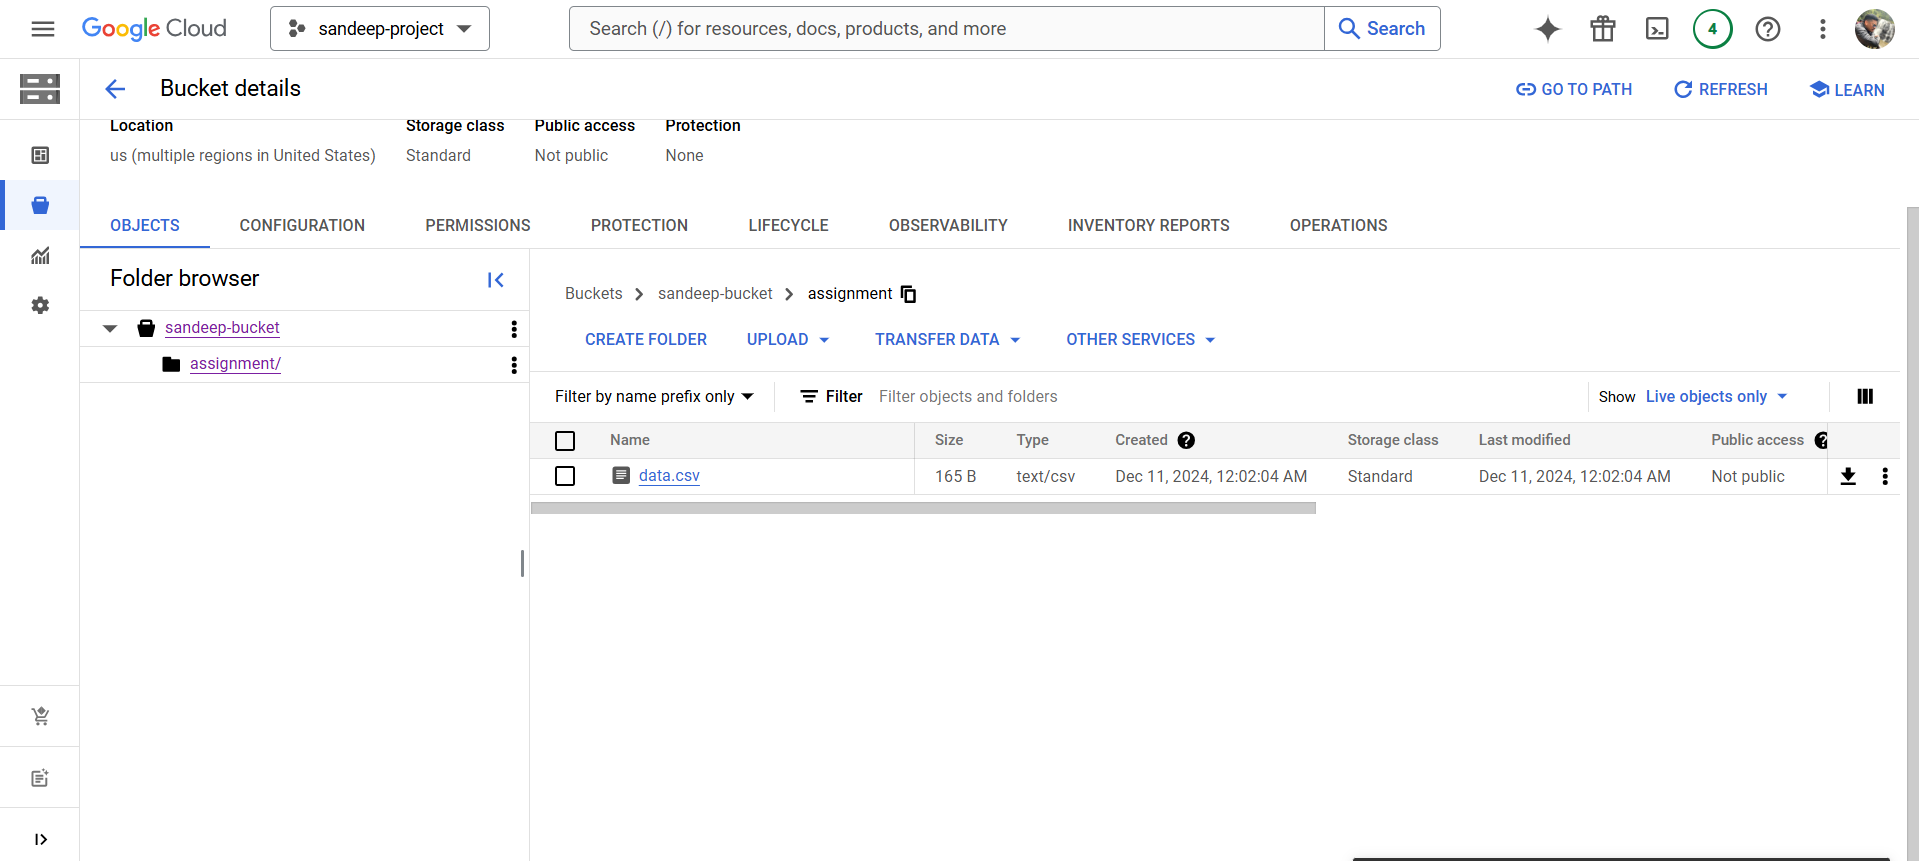 Google Cloud sandeep-project Search (/) for resources, docs, products, and more Search 4
Bucket details GO TO PATH REFRESH LEARN
Location Storage class Public access Protection
us (multiple regions in United States) Standard Not public None
OBJECTS CONFIGURATION PERMISSIONS PROTECTION LIFECYCLE OBSERVABILITY INVENTORY REPORTS OPERATIONS
Folder browser
sandeep-bucket
assignment/
Buckets sandeep-bucket assignment
CREATE FOLDER UPLOAD TRANSFER DATA OTHER SERVICES
Filter by name prefix only Filter Filter objects and folders Show Live objects only
Name Size Type Created Storage class Last modified Public access
data.csv 165 B text/csv Dec 11, 2024, 12:02:04 AM Standard Dec 11, 2024, 12:02:04 AM Not public